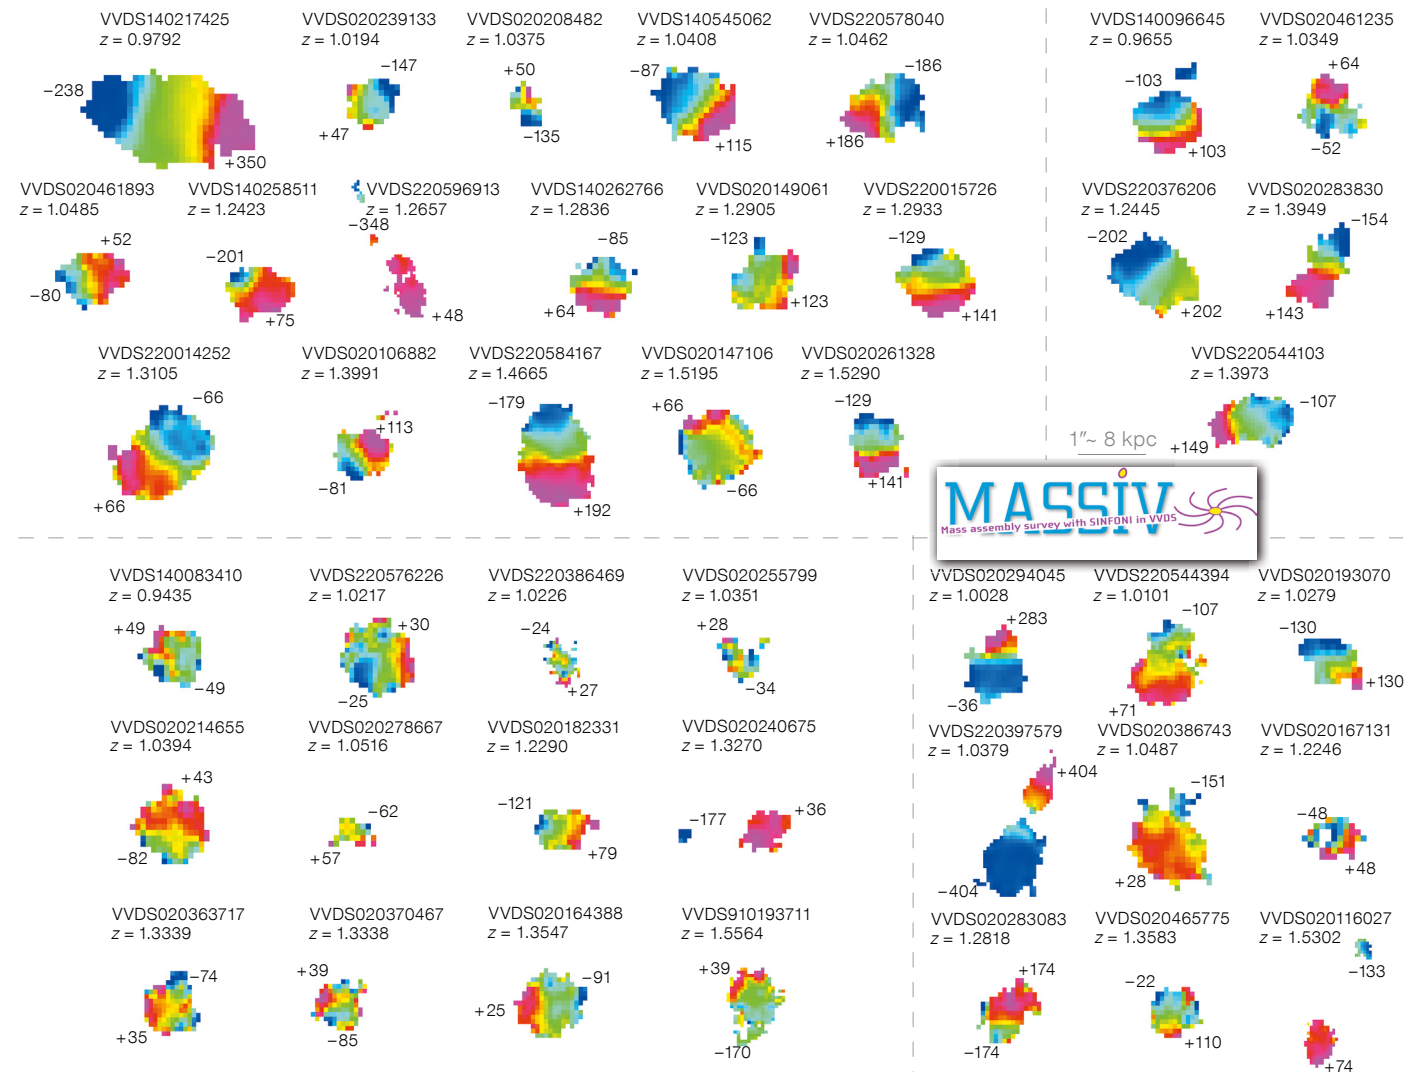 VVDS140217425
z = 0.9792
−238
+350
VVDS020239133
z = 1.0194
−147
+47
VVDS020208482
z = 1.0375
+50
−135
VVDS140545062
z = 1.0408
−87
+115
VVDS220578040
z = 1.0462
−186
+186
VVDS140096645
z = 0.9655
−103
+103
VVDS020461235
z = 1.0349
+64
−52
VVDS020461893
z = 1.0485
+52
−80
VVDS140258511
z = 1.2423
−201
+75
VVDS220596913
z = 1.2657
−348
+48
VVDS140262766
z = 1.2836
−85
+64
VVDS020149061
z = 1.2905
−123
+123
VVDS220015726
z = 1.2933
−129
+141
VVDS220376206
z = 1.2445
−202
+202
VVDS020283830
z = 1.3949
−154
+143
VVDS220014252
z = 1.3105
−66
+66
VVDS020106882
z = 1.3991
+113
−81
VVDS220584167
z = 1.4665
−179
+192
VVDS020147106
z = 1.5195
+66
−66
VVDS020261328
z = 1.5290
−129
+141
VVDS220544103
z = 1.3973
−107
+149
1″~ 8 kpc
MASSiV
Mass assembly survey with SINFONI in VVDS
VVDS140083410
z = 0.9435
+49
−49
VVDS220576226
z = 1.0217
+30
−25
VVDS220386469
z = 1.0226
−24
+27
VVDS020255799
z = 1.0351
+28
−34
VVDS020294045
z = 1.0028
+283
−36
VVDS220544394
z = 1.0101
−107
+71
VVDS020193070
z = 1.0279
−130
+130
VVDS020214655
z = 1.0394
+43
−82
VVDS020278667
z = 1.0516
−62
+57
VVDS020182331
z = 1.2290
−121
+79
VVDS020240675
z = 1.3270
−177
+36
VVDS220397579
z = 1.0379
+404
−404
VVDS020386743
z = 1.0487
−151
+28
VVDS020167131
z = 1.2246
−48
+48
VVDS020363717
z = 1.3339
−74
+35
VVDS020370467
z = 1.3338
+39
−85
VVDS020164388
z = 1.3547
−91
+25
VVDS910193711
z = 1.5564
+39
−170
VVDS020283083
z = 1.2818
+174
−174
VVDS020465775
z = 1.3583
−22
+110
VVDS020116027
z = 1.5302
−133
+74